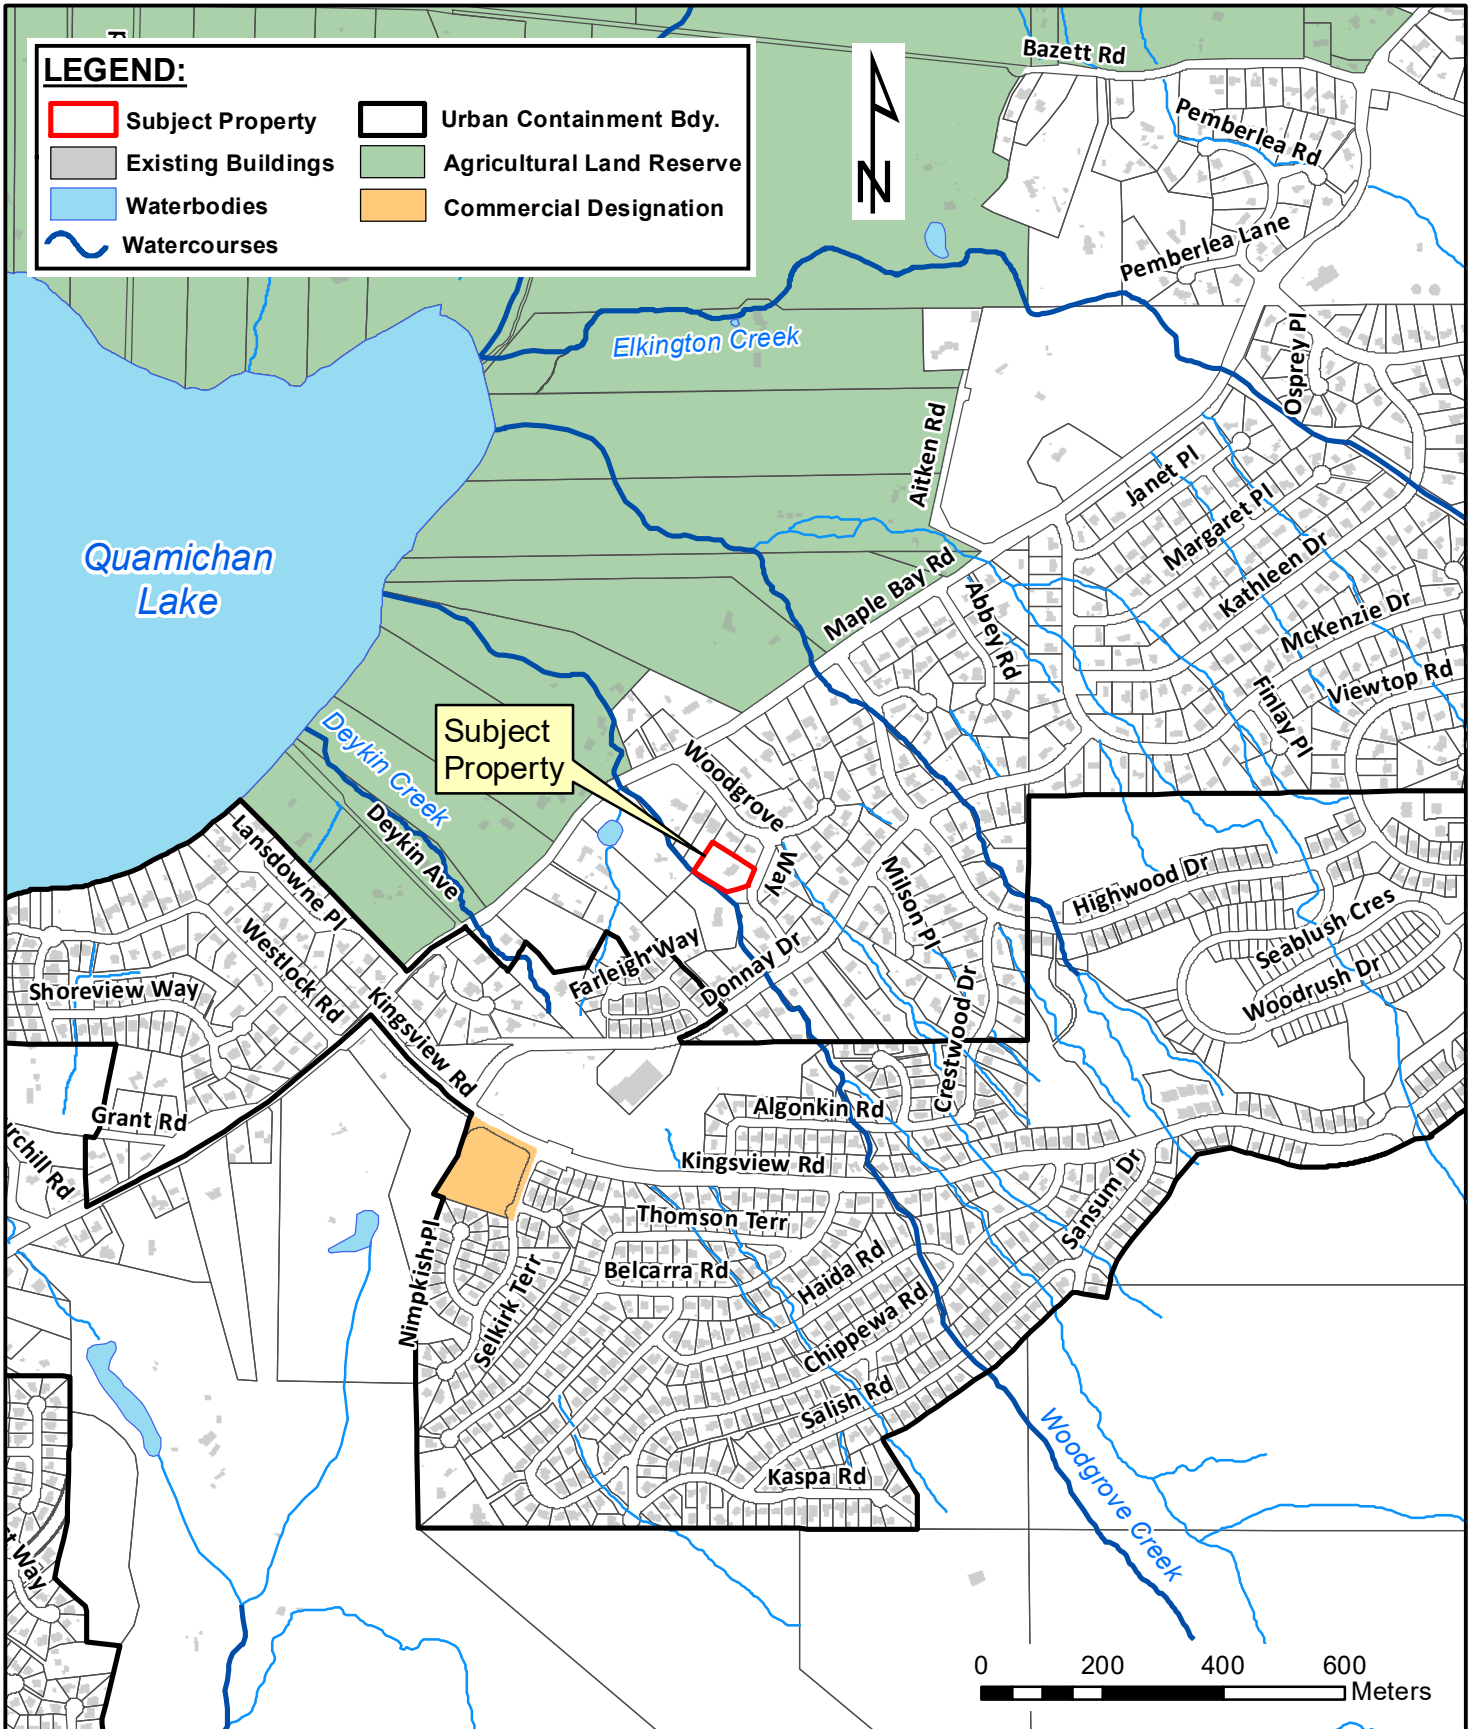 LEGEND:
Subject Property
Urban Containment Bdy.
Existing Buildings
Agricultural Land Reserve
Waterbodies
Commercial Designation
Watercourses
N
Bazett Rd
Pemberlea Rd
Pemberlea Lane
Elkington Creek
Osprey Pl
Aitken Rd
Janet Pl
Margaret Pl
Quamichan
Lake
Kathleen Dr
Maple Bay Rd
Abbey Rd
McKenzie Dr
Viewtop Rd
Finlay Pl
Subject
Property
Deykin Creek
Woodgrove
Way
Deykin Ave
Lansdowne Pl
Milson Pl
Highwood Dr
Seablush Cres
Westlock Rd
Farleigh Way
Donnay Dr
Woodrush Dr
Shoreview Way
Kingsview Rd
Crestwood Dr
Grant Rd
Algonkin Rd
urchill Rd
Kingsview Rd
Sansum Dr
Thomson Terr
Nimpkish Pl
Selkirk Terr
Belcarra Rd
Haida Rd
Chippewa Rd
Salish Rd
Kaspa Rd
Woodgrove Creek
t Way
0 200 400 600
Meters